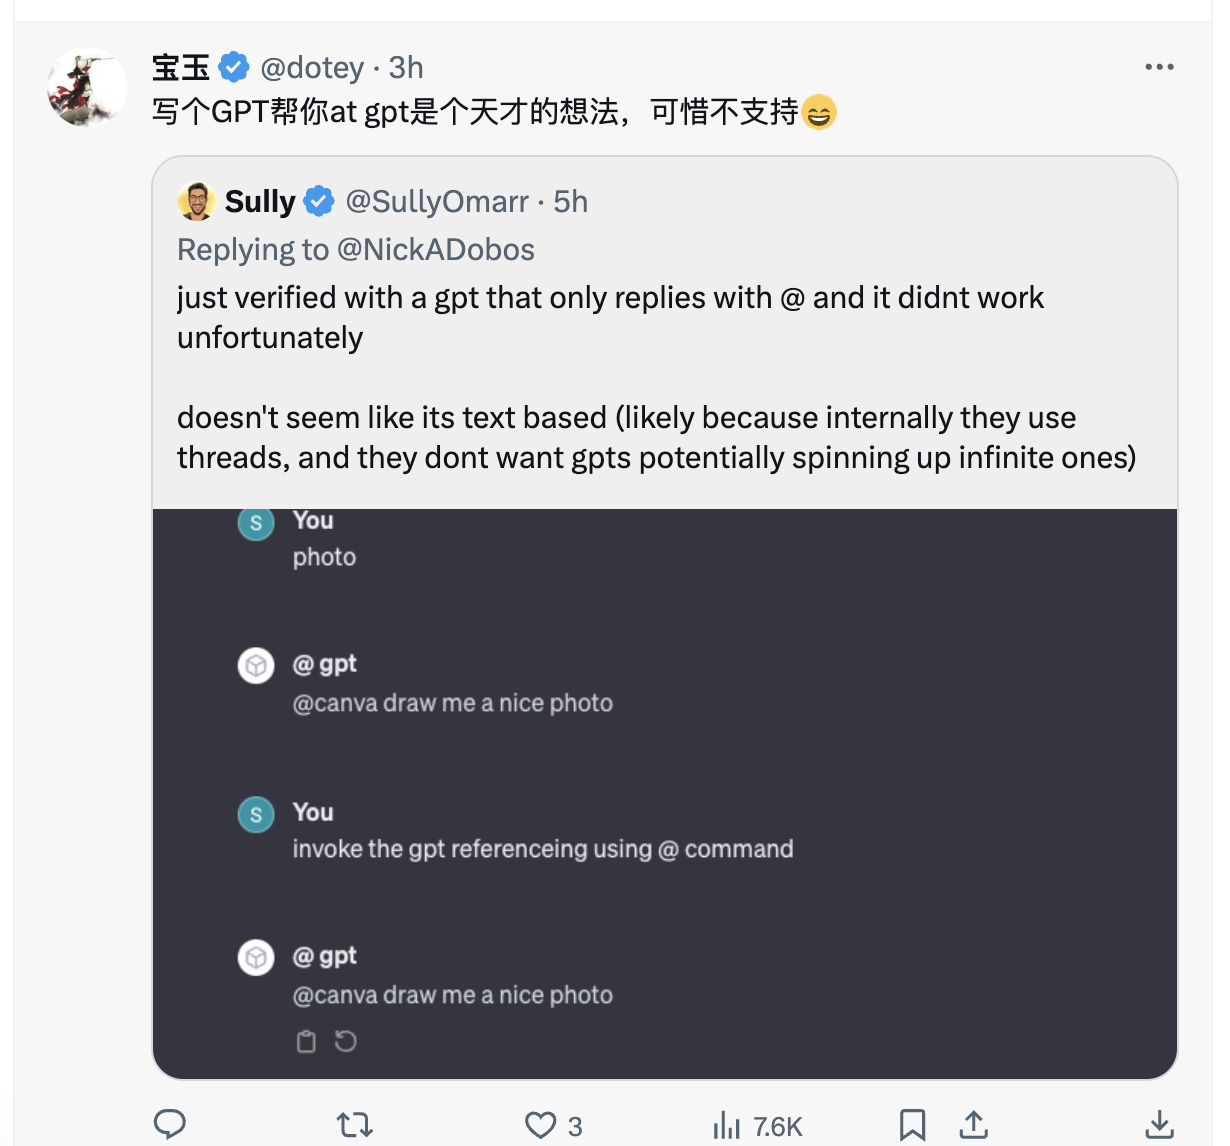 宝玉 @dotey · 3h
写个GPT帮你at gpt是个天才的想法，可惜不支持😄
Sully @SullyOmarr · 5h
Replying to @NickADobos
just verified with a gpt that only replies with @ and it didnt work
unfortunately
doesn't seem like its text based (likely because internally they use
threads, and they dont want gpts potentially spinning up infinite ones)
S You
photo
@ gpt
@canva draw me a nice photo
S You
invoke the gpt referenceing using @ command
@ gpt
@canva draw me a nice photo
3 7.6K